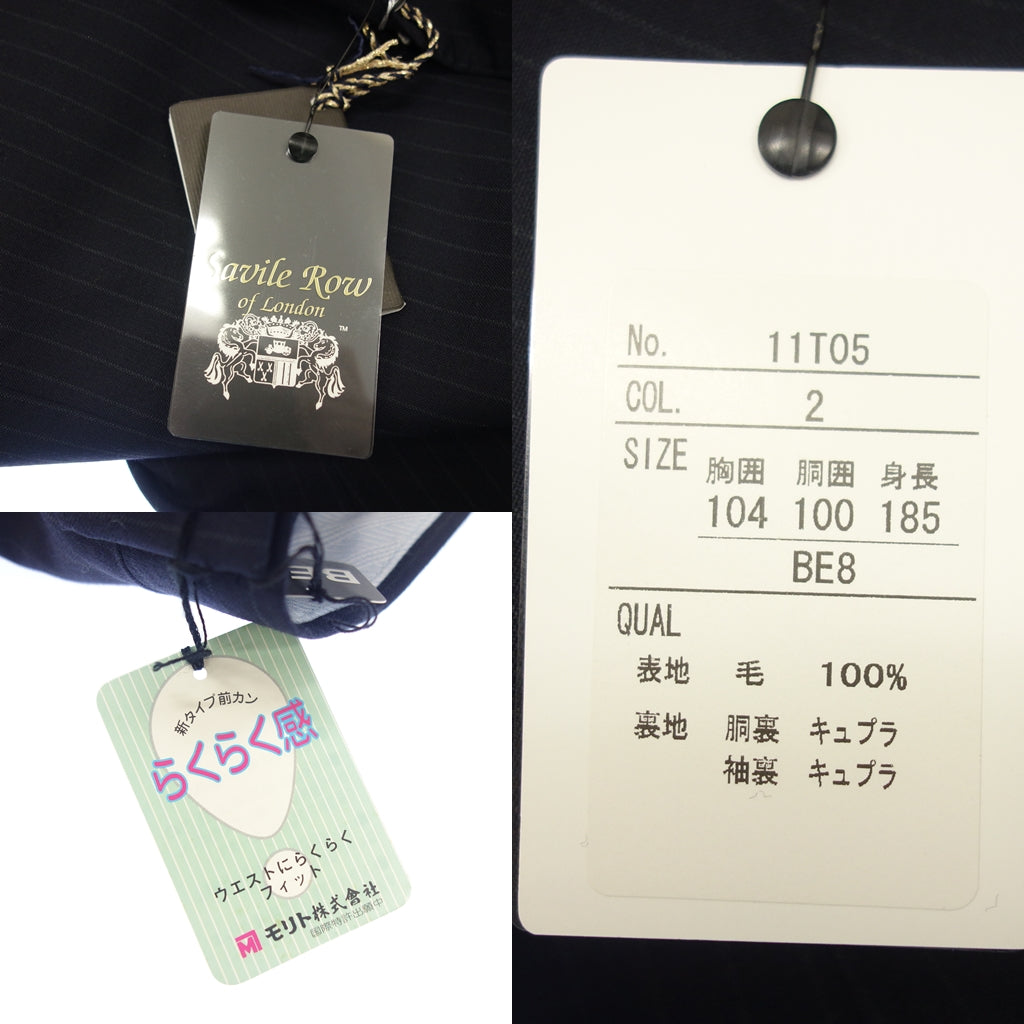 Savile Row
of London
TM
No. 11T05
COL. 2
SIZE 胸囲 胴囲 身長
104 100 185
BE8
QUAL
表地 毛 100%
裏地 胴裏 キュプラ
袖裏 キュプラ
BE
新タイプ前カン
らくらく感
ウエストにらくらく
フィット
M モリト株式會社
国際特許出願中